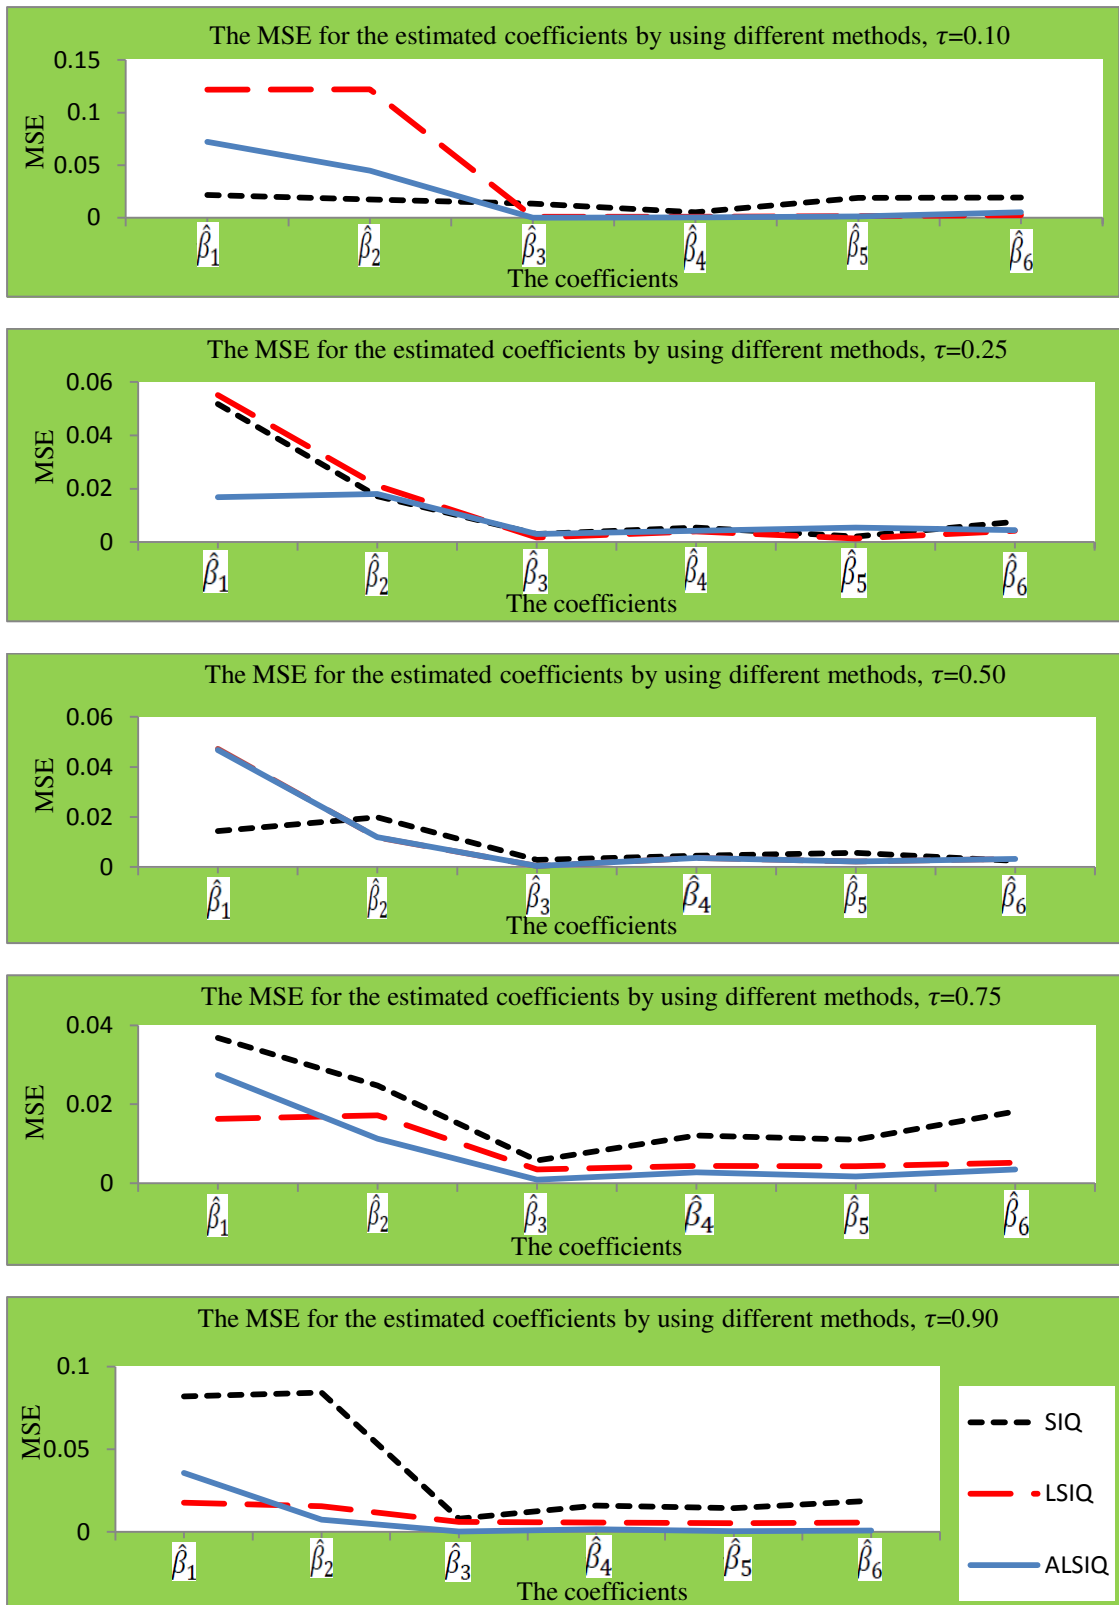 The MSE for the estimated coefficients by using different methods, τ=0.10
MSE
0.15
0.1
0.05
0
β̂1 β̂2 β̂3 β̂4 β̂5 β̂6
The coefficients
The MSE for the estimated coefficients by using different methods, τ=0.25
MSE
0.06
0.04
0.02
0
β̂1 β̂2 β̂3 β̂4 β̂5 β̂6
The coefficients
The MSE for the estimated coefficients by using different methods, τ=0.50
MSE
0.06
0.04
0.02
0
β̂1 β̂2 β̂3 β̂4 β̂5 β̂6
The coefficients
The MSE for the estimated coefficients by using different methods, τ=0.75
MSE
0.04
0.02
0
β̂1 β̂2 β̂3 β̂4 β̂5 β̂6
The coefficients
The MSE for the estimated coefficients by using different methods, τ=0.90
MSE
0.1
0.05
0
β̂1 β̂2 β̂3 β̂4 β̂5 β̂6
The coefficients
SIQ
LSIQ
ALSIQ